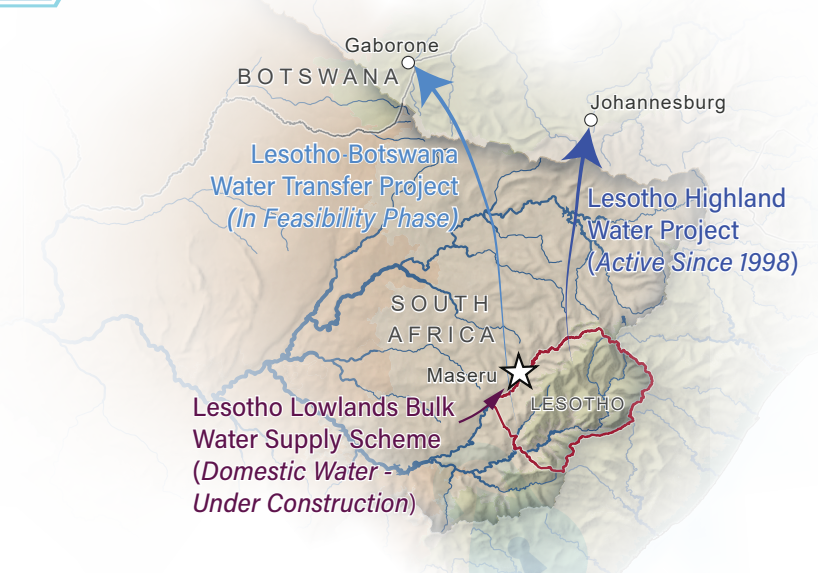 Gaborone
BOTSWANA
Johannesburg
Lesotho-Botswana
Water Transfer Project
(In Feasibility Phase)
Lesotho Highland
Water Project
(Active Since 1998)
SOUTH
AFRICA
Maseru
LESOTHO
Lesotho Lowlands Bulk
Water Supply Scheme
(Domestic Water -
Under Construction)